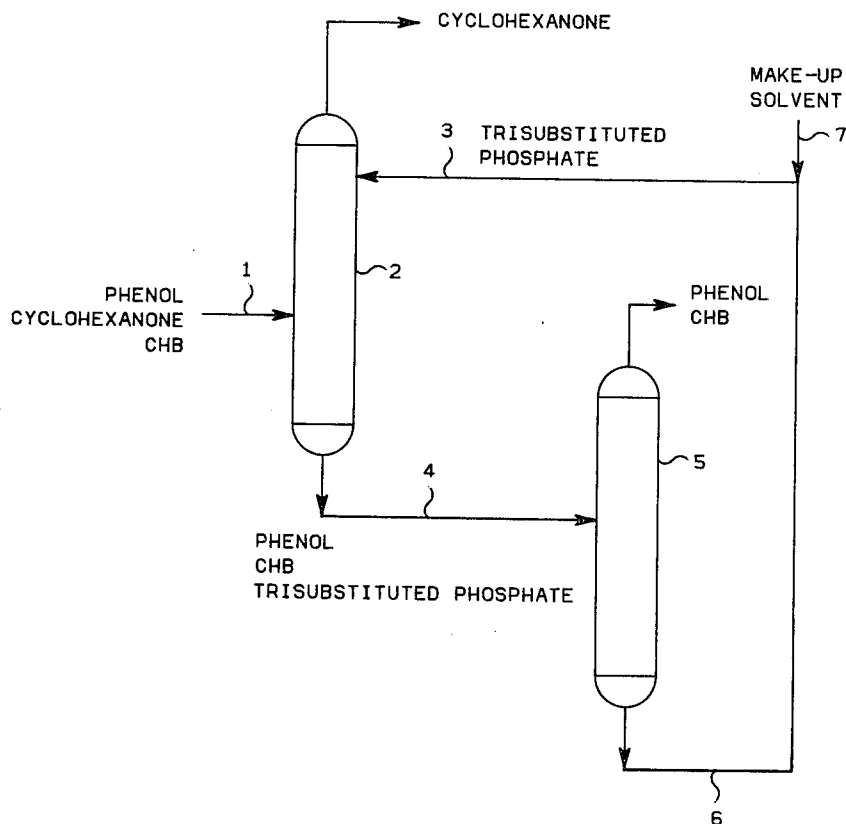 CYCLOHEXANONE
MAKE-UP
SOLVENT
7
3 TRISUBSTITUTED
PHOSPHATE
2
1
PHENOL
CYCLOHEXANONE
CHB
PHENOL
CHB
5
4
PHENOL
CHB
TRISUBSTITUTED PHOSPHATE
6